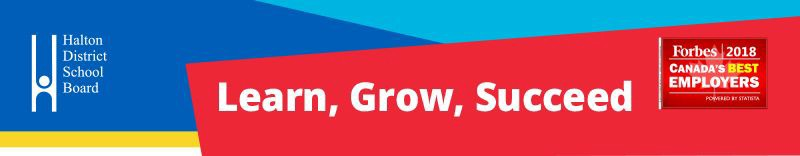 Halton
District
School
Board
Learn, Grow, Succeed
Forbes | 2018
CANADA'S BEST
EMPLOYERS
POWERED BY STATISTA